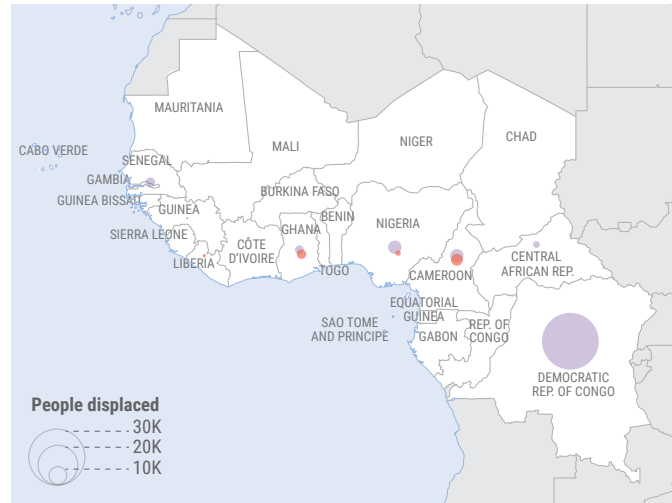 MAURITANIA
MALI
NIGER
CHAD
CABO VERDE
SENEGAL
GAMBIA
GUINEA BISSAU
GUINEA
BURKINA FASO
BENIN
NIGERIA
SIERRA LEONE
GHANA
CÔTE
D'IVOIRE
LIBERIA
TOGO
CAMEROON
CENTRAL
AFRICAN REP.
EQUATORIAL
GUINEA
SAO TOME
AND PRINCIPE
GABON
REP. OF
CONGO
DEMOCRATIC
REP. OF CONGO
People displaced
30K
20K
10K